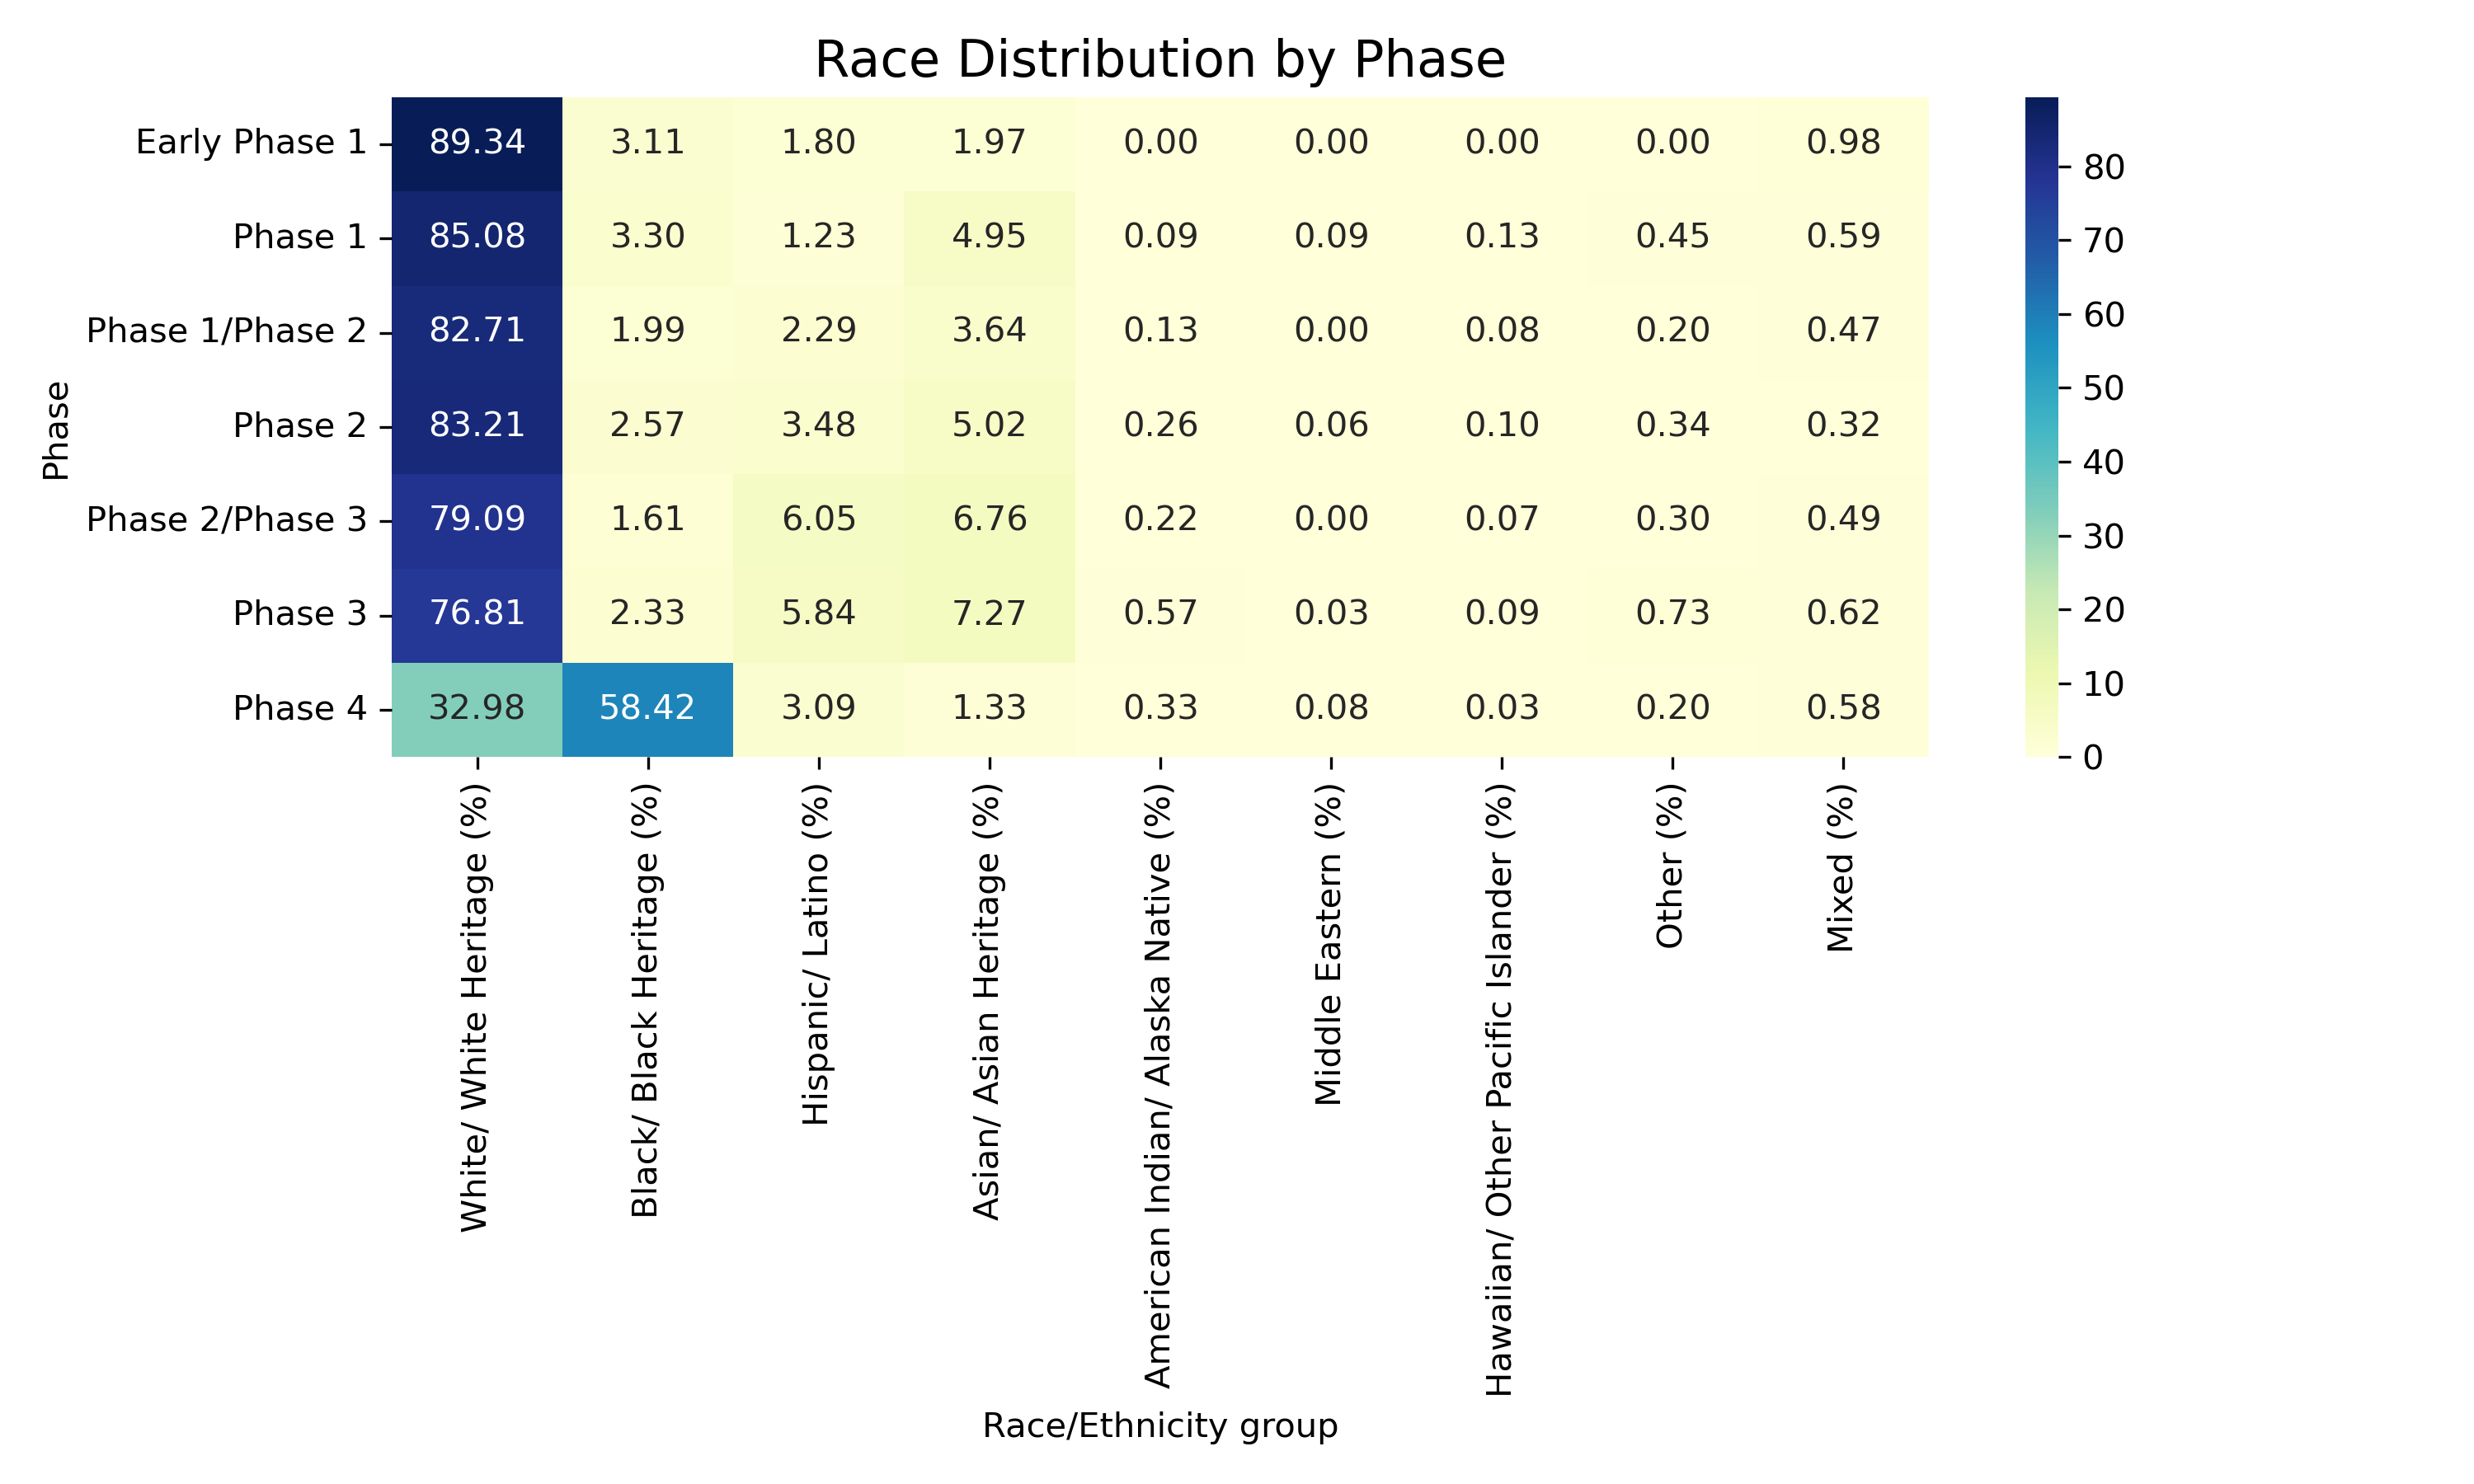 Race Distribution by Phase
Phase
Early Phase 1 89.34 3.11 1.80 1.97 0.00 0.00 0.00 0.00 0.98
Phase 1 85.08 3.30 1.23 4.95 0.09 0.09 0.13 0.45 0.59
Phase 1/Phase 2 82.71 1.99 2.29 3.64 0.13 0.00 0.08 0.20 0.47
Phase 2 83.21 2.57 3.48 5.02 0.26 0.06 0.10 0.34 0.32
Phase 2/Phase 3 79.09 1.61 6.05 6.76 0.22 0.00 0.07 0.30 0.49
Phase 3 76.81 2.33 5.84 7.27 0.57 0.03 0.09 0.73 0.62
Phase 4 32.98 58.42 3.09 1.33 0.33 0.08 0.03 0.20 0.58
White/ White Heritage (%)
Black/ Black Heritage (%)
Hispanic/ Latino (%)
Asian/ Asian Heritage (%)
American Indian/ Alaska Native (%)
Middle Eastern (%)
Hawaiian/ Other Pacific Islander (%)
Other (%)
Mixed (%)
Race/Ethnicity group
80
70
60
50
40
30
20
10
0